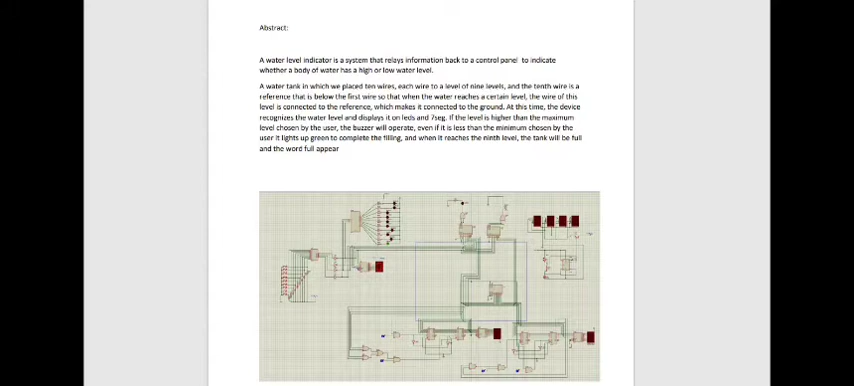 Abstract:
A water level indicator is a system that relays information back to a control panel to indicate
whether a body of water has a high or low water level.
A water tank in which we placed ten wires, each wire to a level of nine levels, and the tenth wire is a
reference that is below the first wire so that when the water reaches a certain level, the wire of this
level is connected to the reference, which makes it connected to the ground. At this time, the device
recognizes the water level and displays it on leds and 7seg. If the level is higher than the maximum
level chosen by the user, the buzzer will operate, even if it is less than the minimum chosen by the
user it lights up green to complete the filling, and when it reaches the ninth level, the tank will be full
and the word full appear